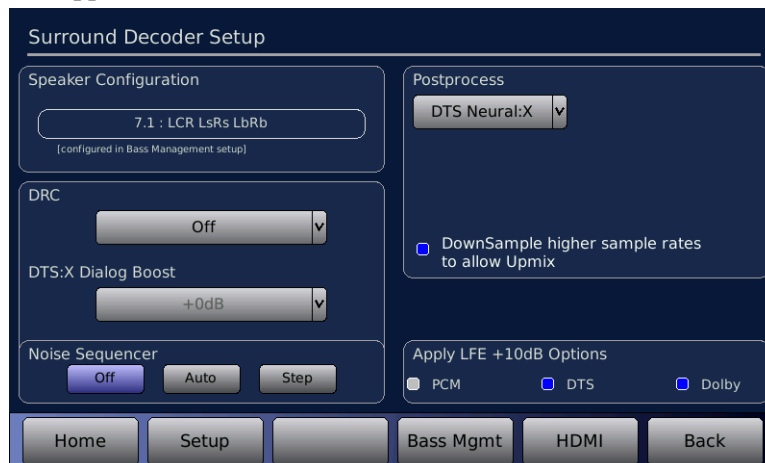 Surround Decoder Setup
Speaker Configuration
7.1 : LCR LsRs LbRb
[configured in Bass Management setup]
DRC
Off
DTS:X Dialog Boost
+0dB
Noise Sequencer
Off Auto Step
Postprocess
DTS Neural:X
DownSample higher sample rates
to allow Upmix
Apply LFE +10dB Options
PCM DTS Dolby
Home Setup Bass Mgmt HDMI Back